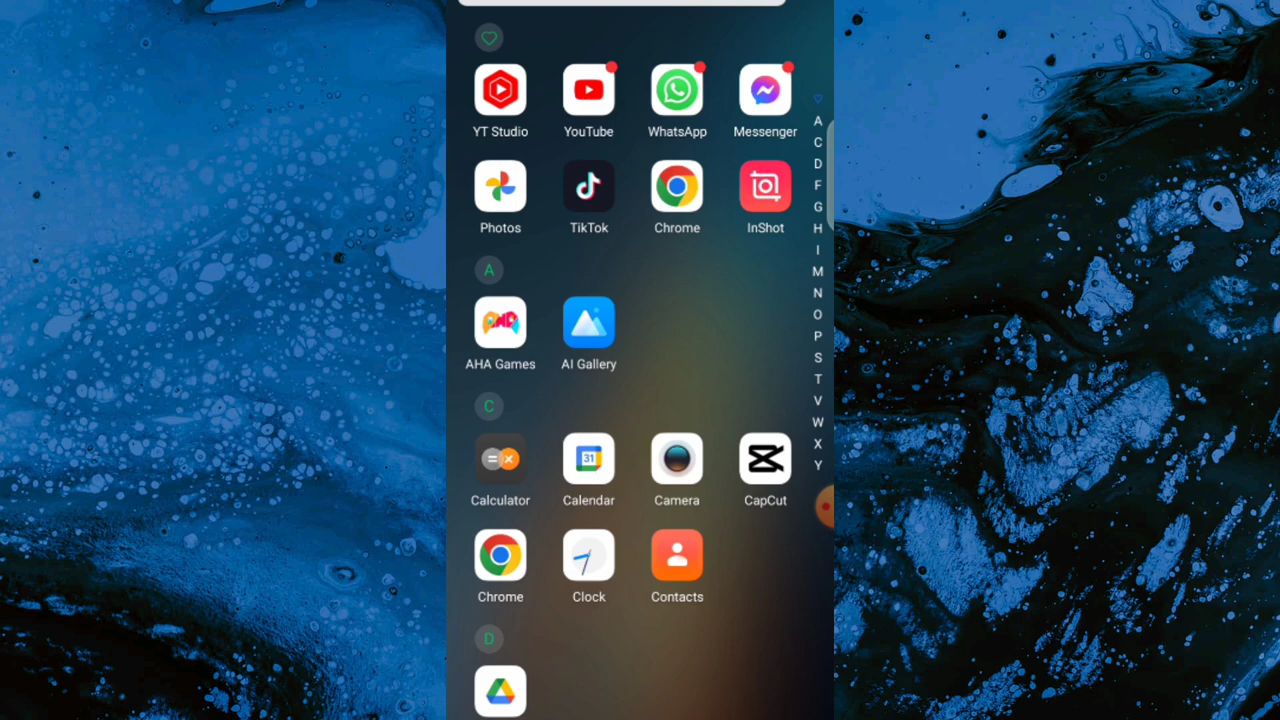 YT Studio YouTube WhatsApp Messenger
Photos TikTok Chrome InShot
A
AHA Games AI Gallery
C
31
Calculator Calendar Camera CapCut
Chrome Clock Contacts
D
A
C
D
F
G
H
I
M
N
O
P
S
T
V
W
X
Y